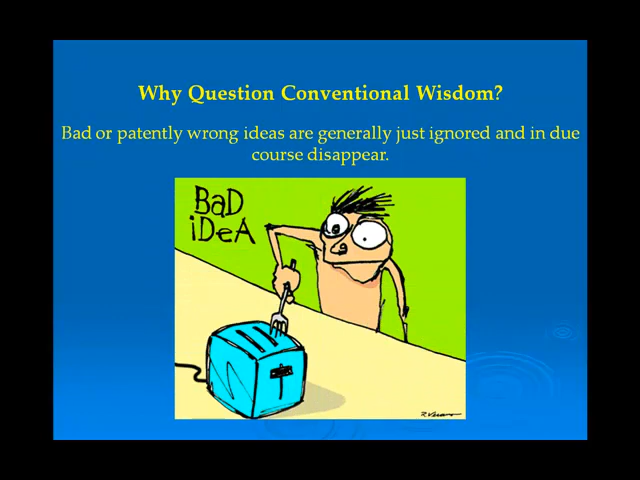 Why Question Conventional Wisdom?
Bad or patently wrong ideas are generally just ignored and in due
course disappear.
BaD
iDeA